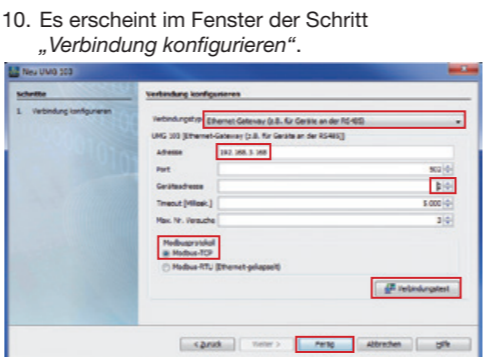 10. Es erscheint im Fenster der Schritt
„Verbindung konfigurieren".
Neu UMG 103
Schritte
1. Verbindung konfigurieren
Verbindung konfigurieren
Verbindungstyp Ethernet-Gateway (z.B. für Geräte an der RS485)
UMG 103 [Ethernet-Gateway (z.B. für Geräte an der RS485)]
Adresse 192.168.3.168
Port 502
Geräteadresse
Timeout [Millisek.] 5 000
Max. Nr. Versuche 3
Modbusprotokoll
Modbus-TCP
Modbus-RTU (Ethernet-gekapselt)
Verbindungstest
< Zurück Weiter > Fertig Abbrechen Hilfe